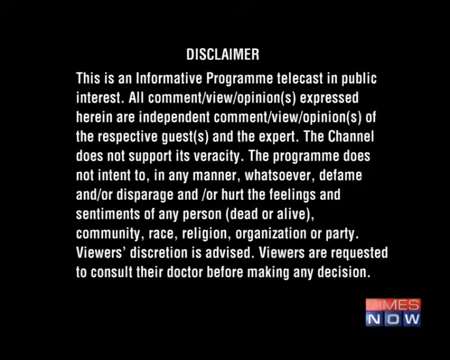 DISCLAIMER
This is an Informative Programme telecast in public
interest. All comment/view/opinion(s) expressed
herein are independent comment/view/opinion(s) of
the respective guest(s) and the expert. The Channel
does not support its veracity. The programme does
not intend to, in any manner, whatsoever, defame
and/or disparage and /or hurt the feelings and
sentiments of any person (dead or alive),
community, race, religion, organization or party.
Viewers' discretion is advised. Viewers are requested
to consult their doctor before making any decision.
TIMES
NOW